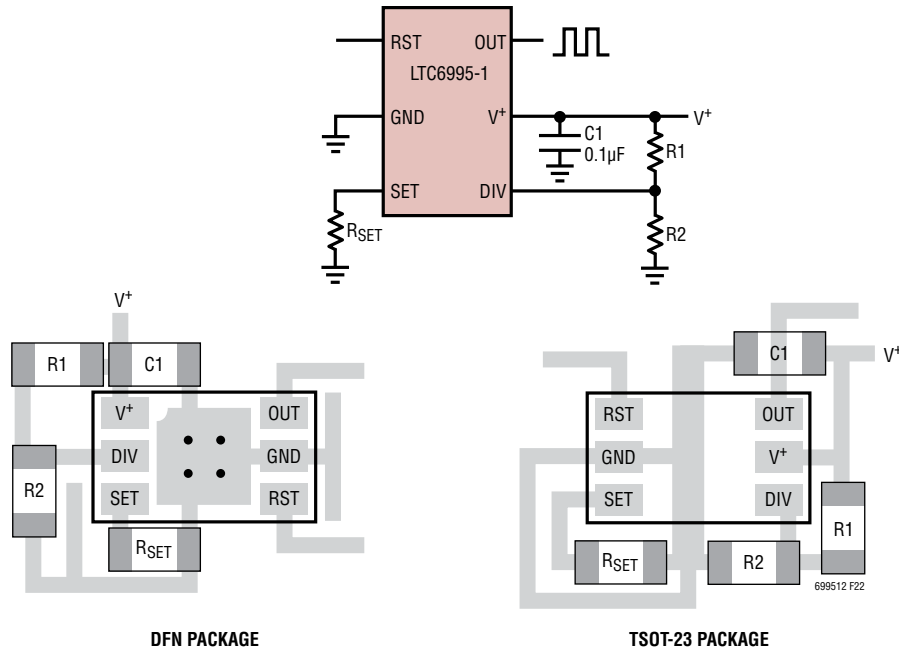 RST OUT
LTC6995-1
GND V+ V+
C1
0.1µF
R1
SET DIV
RSET
R2
V+
R1 C1
V+ OUT
DIV GND
R2
SET RST
RSET
DFN PACKAGE
C1 V+
RST OUT
GND V+
SET DIV
R1
RSET R2
699512 F22
TSOT-23 PACKAGE